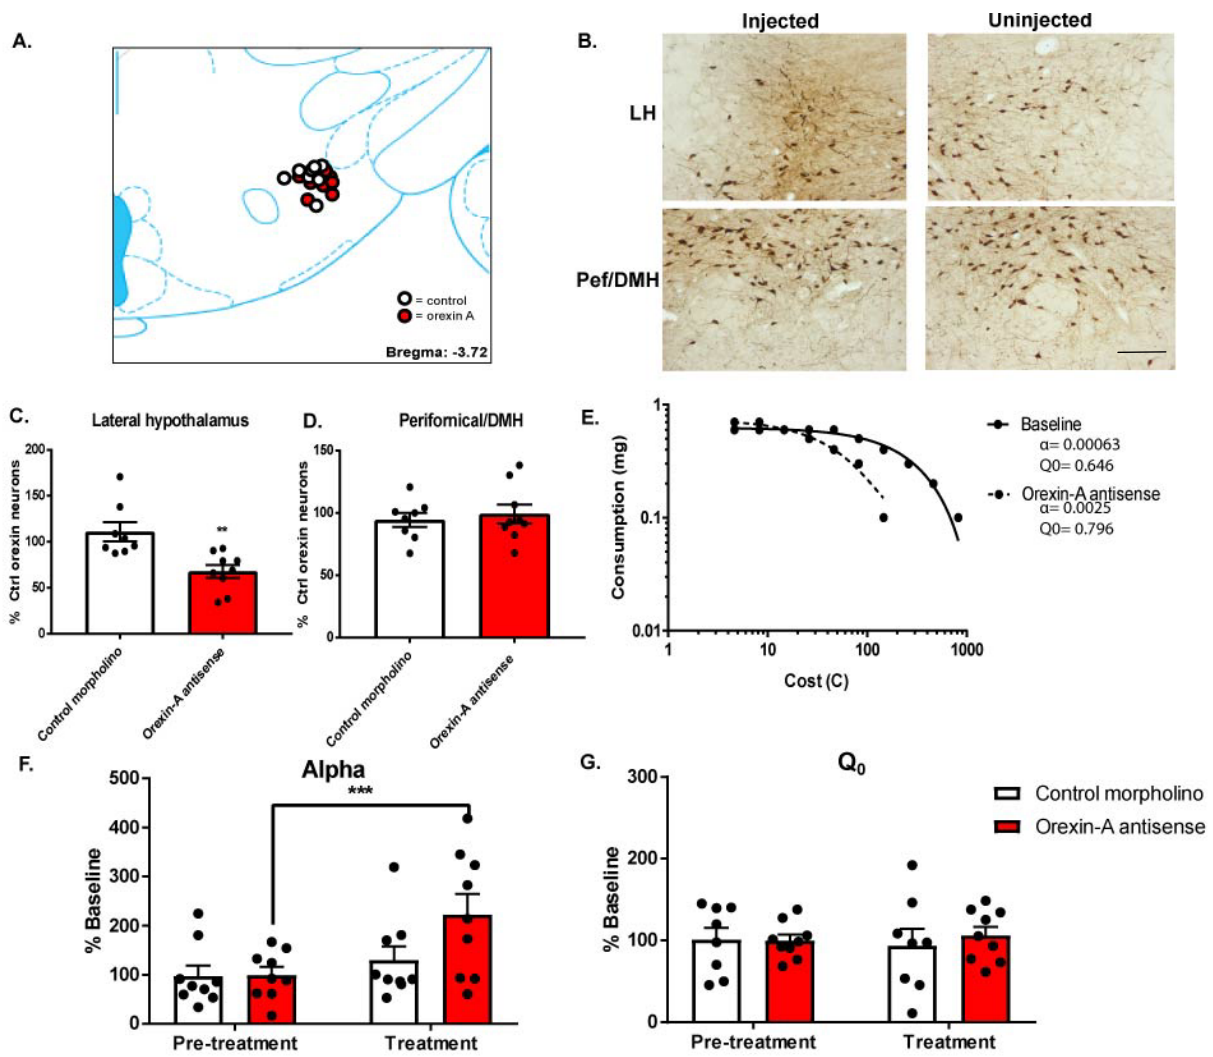 A.
= control
= orexin A
Bregma: -3.72
B.
Injected
Uninjected
LH
Pef/DMH
C.
Lateral hypothalamus
% Ctrl orexin neurons
200
150
100
50
0
**
Control morpholino
Orexin-A antisense
D.
Perifornical/DMH
% Ctrl orexin neurons
150
100
50
0
Control morpholino
Orexin-A antisense
E.
Consumption (mg)
1
0.1
0.01
1
10
100
1000
Cost (C)
Baseline
α= 0.00063
Q0= 0.646
Orexin-A antisense
α= 0.0025
Q0= 0.796
F.
Alpha
***
% Baseline
500
400
300
200
100
0
Pre-treatment
Treatment
G.
Q0
% Baseline
300
200
100
0
Pre-treatment
Treatment
Control morpholino
Orexin-A antisense